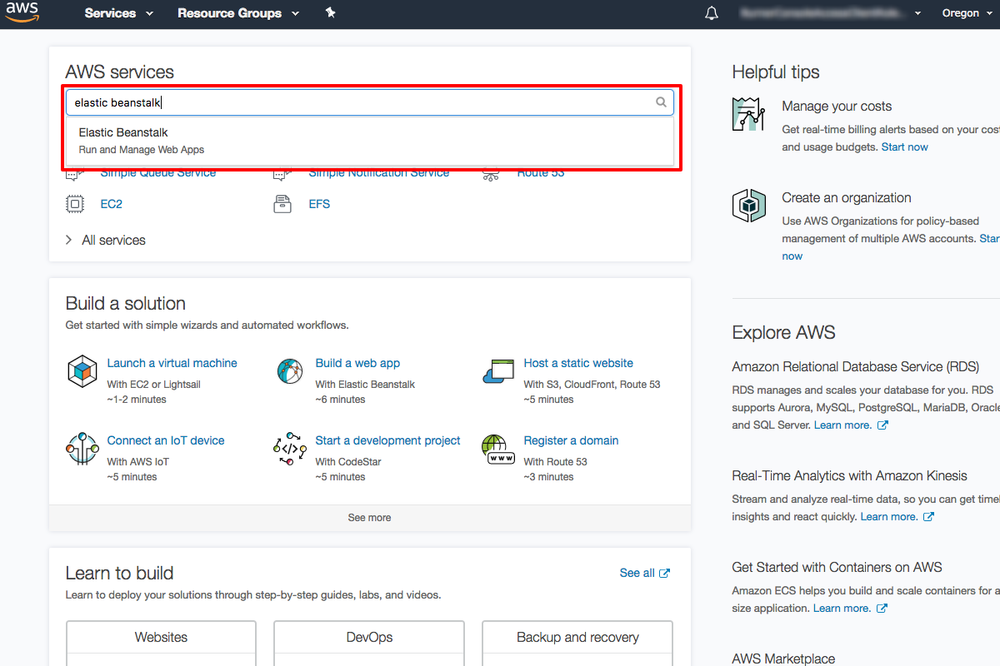 aws
Services
Resource Groups
Oregon
AWS services
elastic beanstalk
Elastic Beanstalk
Run and Manage Web Apps
Simple Queue Service
Simple Notification Service
Route 53
EC2
EFS
All services
Build a solution
Get started with simple wizards and automated workflows.
Launch a virtual machine
With EC2 or Lightsail
~1-2 minutes
Build a web app
With Elastic Beanstalk
~6 minutes
Host a static website
With S3, CloudFront, Route 53
~5 minutes
Connect an IoT device
With AWS IoT
~5 minutes
Start a development project
With CodeStar
~5 minutes
www
Register a domain
With Route 53
~3 minutes
See more
Learn to build
See all
Learn to deploy your solutions through step-by-step guides, labs, and videos.
Websites
DevOps
Backup and recovery
Helpful tips
Manage your costs
Get real-time billing alerts based on your cost
and usage budgets. Start now
Create an organization
Use AWS Organizations for policy-based
management of multiple AWS accounts. Star
now
Explore AWS
Amazon Relational Database Service (RDS)
RDS manages and scales your database for you. RDS
supports Aurora, MySQL, PostgreSQL, MariaDB, Oracle
and SQL Server. Learn more.
Real-Time Analytics with Amazon Kinesis
Stream and analyze real-time data, so you can get timel
insights and react quickly. Learn more.
Get Started with Containers on AWS
Amazon ECS helps you build and scale containers for a
size application. Learn more.
AWS Marketplace